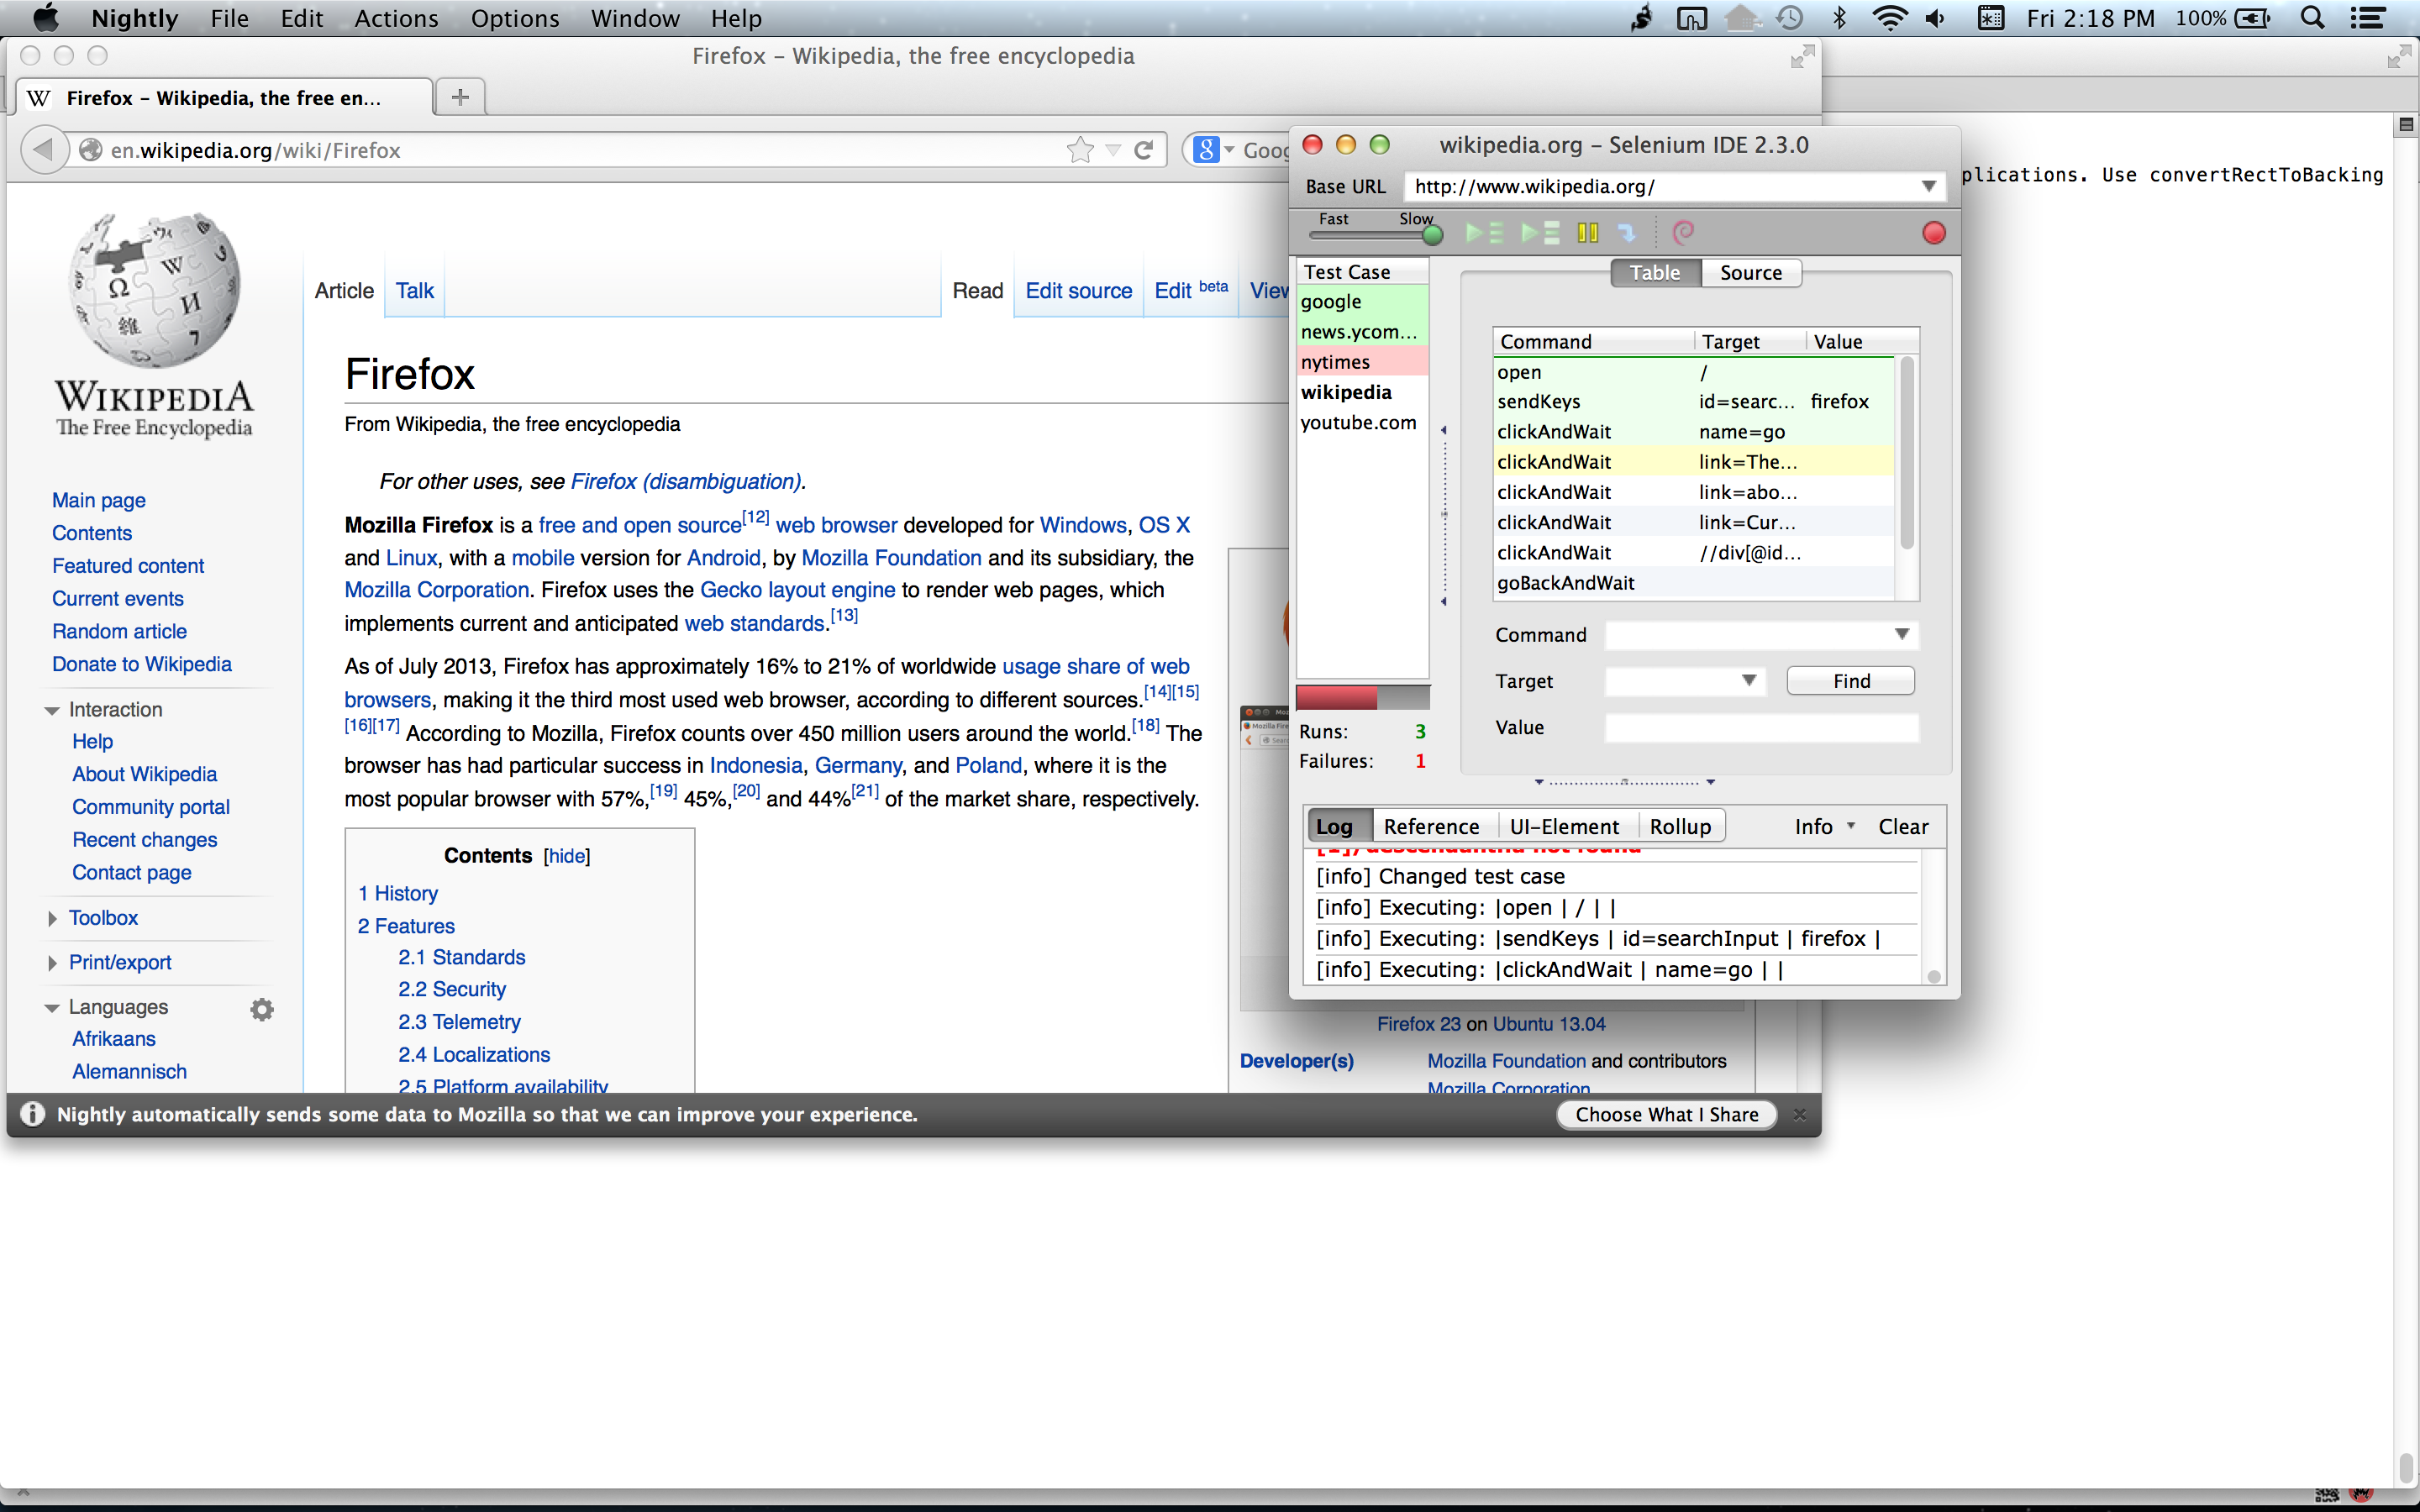 Nightly File Edit Actions Options Window Help
Fri 2:18 PM 100%
Firefox – Wikipedia, the free encyclopedia
W Firefox – Wikipedia, the free en...
en.wikipedia.org/wiki/Firefox
WIKIPEDIA
The Free Encyclopedia
Main page
Contents
Featured content
Current events
Random article
Donate to Wikipedia
Interaction
Help
About Wikipedia
Community portal
Recent changes
Contact page
Toolbox
Print/export
Languages
Afrikaans
Alemannisch
Article Talk
Read Edit source Edit beta
Firefox
From Wikipedia, the free encyclopedia
For other uses, see Firefox (disambiguation).
Mozilla Firefox is a free and open source[12] web browser developed for Windows, OS X
and Linux, with a mobile version for Android, by Mozilla Foundation and its subsidiary, the
Mozilla Corporation. Firefox uses the Gecko layout engine to render web pages, which
implements current and anticipated web standards.[13]
As of July 2013, Firefox has approximately 16% to 21% of worldwide usage share of web
browsers, making it the third most used web browser, according to different sources.[14][15]
[16][17] According to Mozilla, Firefox counts over 450 million users around the world.[18] The
browser has had particular success in Indonesia, Germany, and Poland, where it is the
most popular browser with 57%,[19] 45%,[20] and 44%[21] of the market share, respectively.
Contents [hide]
1 History
2 Features
2.1 Standards
2.2 Security
2.3 Telemetry
2.4 Localizations
2.5 Platform availability
Firefox 23 on Ubuntu 13.04
Developer(s) Mozilla Foundation and contributors
Mozilla Corporation
Nightly automatically sends some data to Mozilla so that we can improve your experience.
Choose What I Share
wikipedia.org – Selenium IDE 2.3.0
Base URL http://www.wikipedia.org/
Fast Slow
Test Case
google
news.ycom...
nytimes
wikipedia
youtube.com
Runs: 3
Failures: 1
Table Source
Command Target Value
open /
sendKeys id=searc... firefox
clickAndWait name=go
clickAndWait link=The...
clickAndWait link=abo...
clickAndWait link=Cur...
clickAndWait //div[@id...
goBackAndWait
Command
Target Find
Value
Log Reference UI-Element Rollup Info Clear
[info] Changed test case
[info] Executing: |open | / | |
[info] Executing: |sendKeys | id=searchInput | firefox |
[info] Executing: |clickAndWait | name=go | |
plications. Use convertRectToBacking